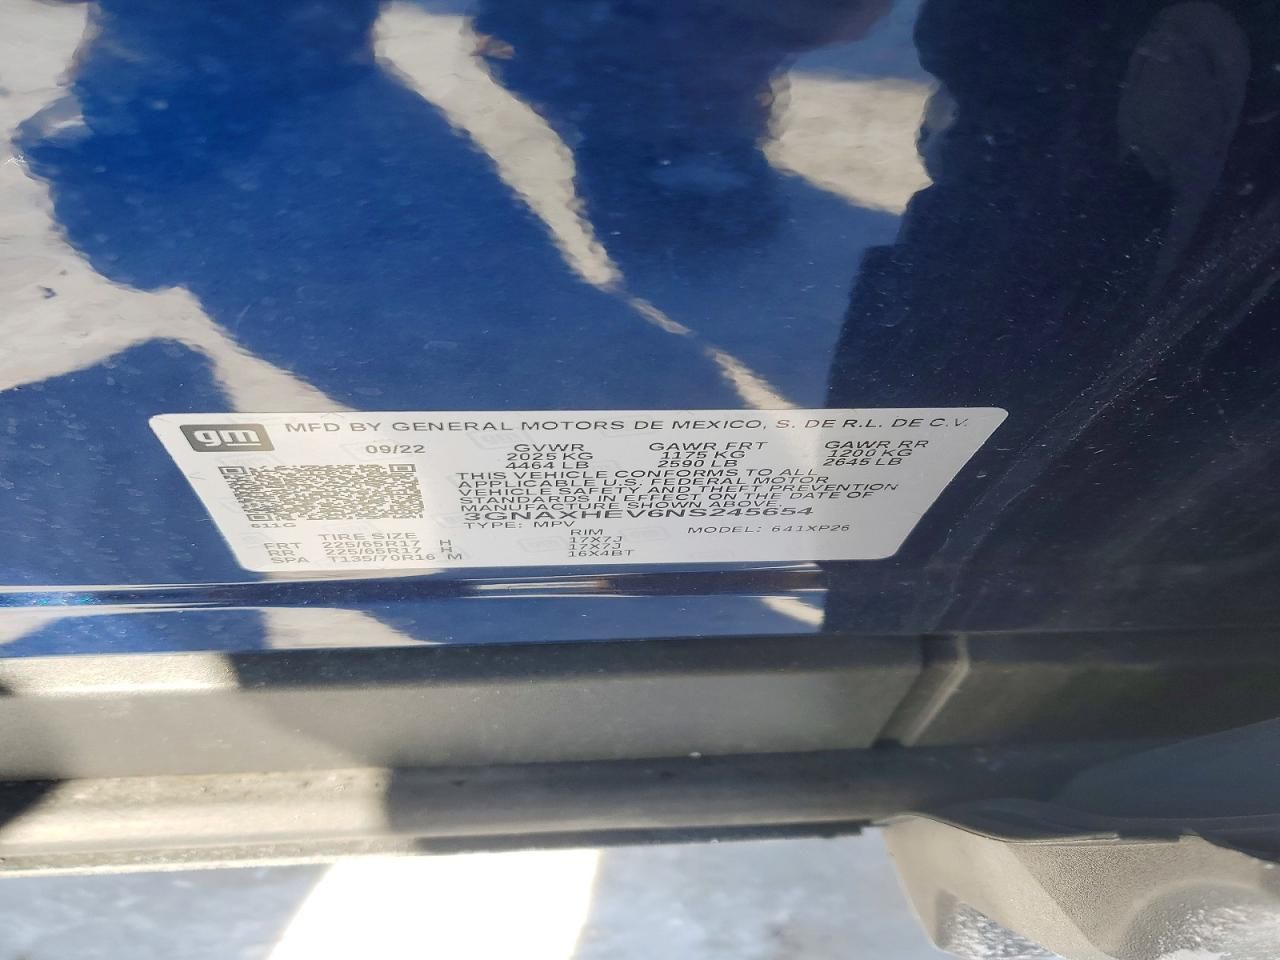 gm MFD BY GENERAL MOTORS DE MEXICO, S. DE R.L. DE C.V.
09/22 GVWR GAWR FRT GAWR RR
2025 KG 1175 KG 1200 KG
4464 LB 2590 LB 2645 LB
THIS VEHICLE CONFORMS TO ALL
APPLICABLE U.S. FEDERAL MOTOR
VEHICLE SAFETY AND THEFT PREVENTION
STANDARDS IN EFFECT ON THE DATE OF
MANUFACTURE SHOWN ABOVE
3GNAXHEV6NS245654
611G TYPE: MPV MODEL: 641XP26
TIRE SIZE RIM
FRT 225/65R17 H 17X7J
RR 225/65R17 H 17X7J
SPA T135/70R16 M 16X4BT